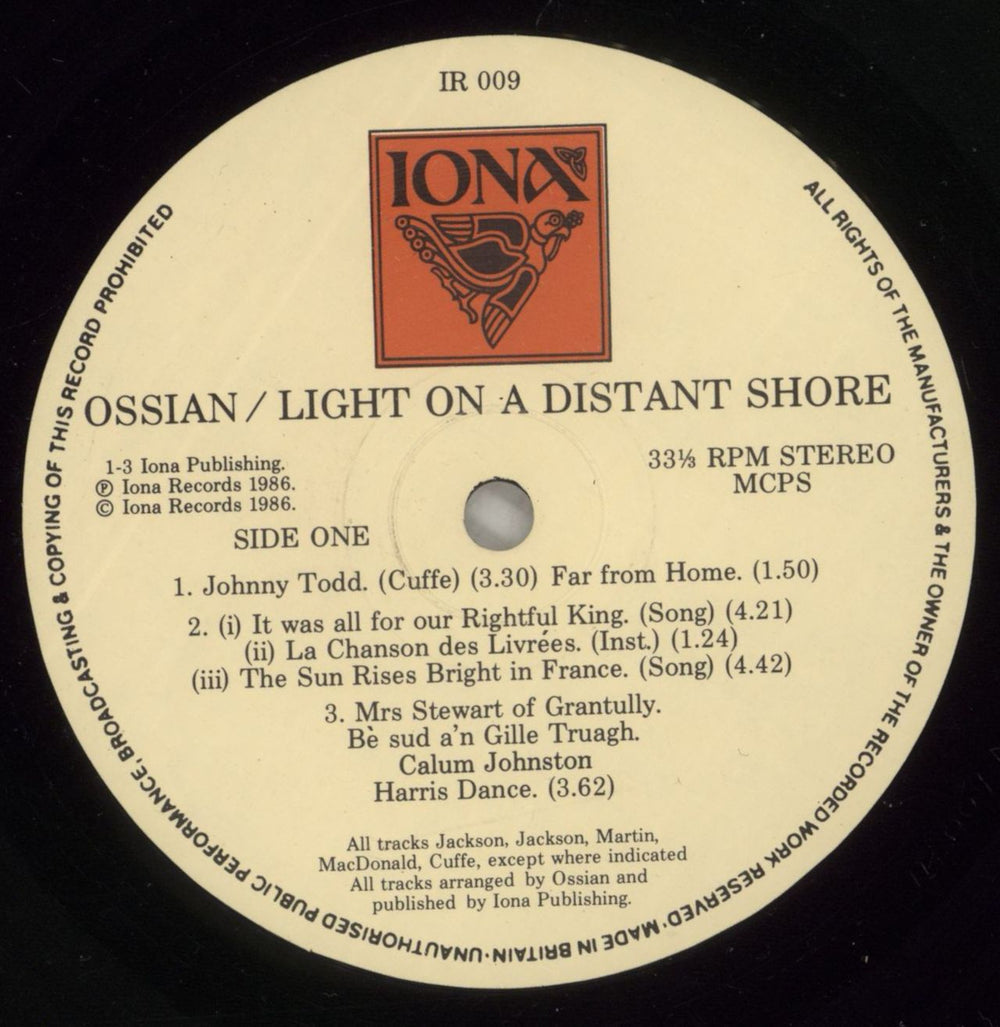 IR 009
IONA
OSSIAN / LIGHT ON A DISTANT SHORE
1-3 Iona Publishing.
Ⓟ Iona Records 1986.
© Iona Records 1986.
33⅓ RPM STEREO
MCPS
SIDE ONE
1. Johnny Todd. (Cuffe) (3.30) Far from Home. (1.50)
2. (i) It was all for our Rightful King. (Song) (4.21)
(ii) La Chanson des Livrées. (Inst.) (1.24)
(iii) The Sun Rises Bright in France. (Song) (4.42)
3. Mrs Stewart of Grantully.
Bè sud a'n Gille Truagh.
Calum Johnston
Harris Dance. (3.62)
All tracks Jackson, Jackson, Martin,
MacDonald, Cuffe, except where indicated
All tracks arranged by Ossian and
published by Iona Publishing.
ALL RIGHTS OF THE MANUFACTURERS & THE OWNER OF THE RECORDED WORK RESERVED·MADE IN BRITAIN·UNAUTHORISED PUBLIC PERFORMANCE, BROADCASTING & COPYING OF THIS RECORD PROHIBITED